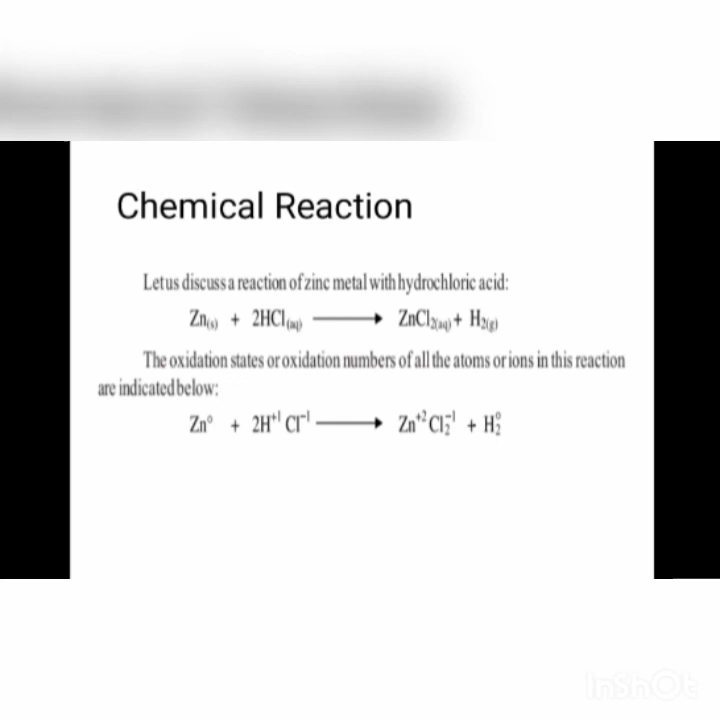 Chemical Reaction
Let us discuss a reaction of zinc metal with hydrochloric acid:
Zn(s) + 2HCl(aq) ⟶ ZnCl2(aq) + H2(g)
The oxidation states or oxidation numbers of all the atoms or ions in this reaction
are indicated below:
Zn° + 2H⁺¹ Cl⁻¹ ⟶ Zn⁺² Cl₂⁻¹ + H₂°
InShOt